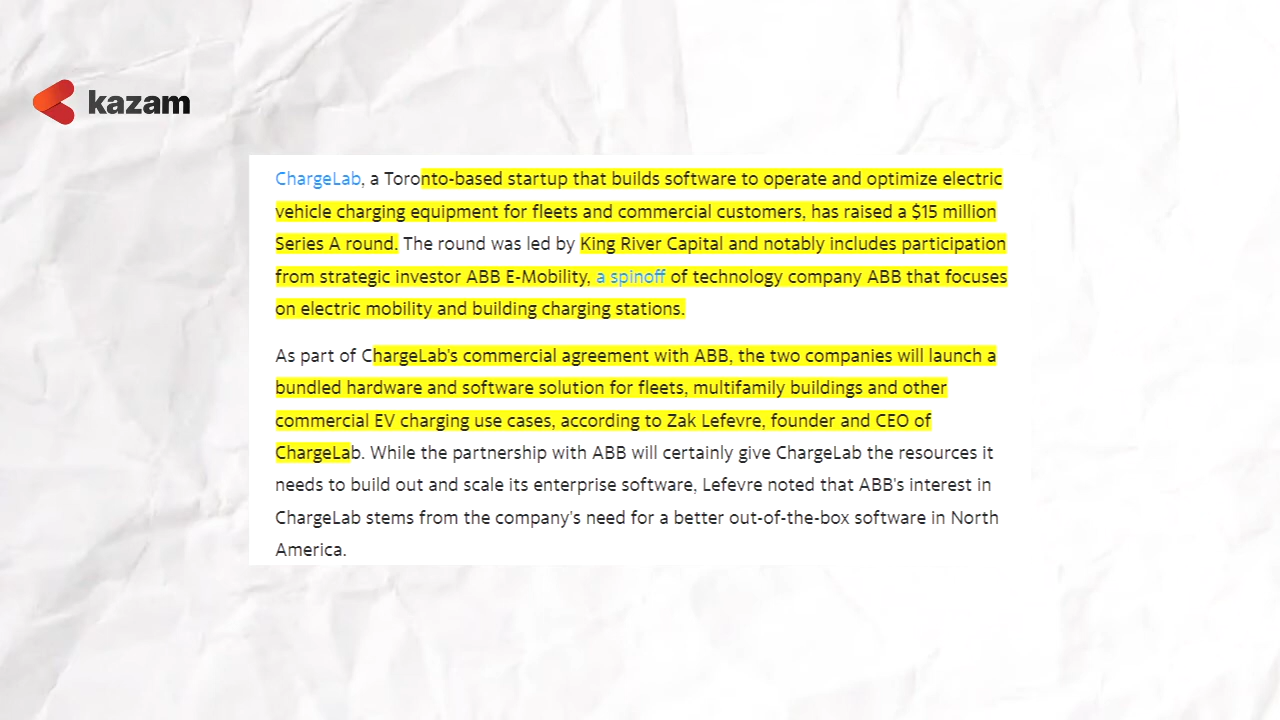 kazam
ChargeLab, a Toronto-based startup that builds software to operate and optimize electric
vehicle charging equipment for fleets and commercial customers, has raised a $15 million
Series A round. The round was led by King River Capital and notably includes participation
from strategic investor ABB E-Mobility, a spinoff of technology company ABB that focuses
on electric mobility and building charging stations.
As part of ChargeLab's commercial agreement with ABB, the two companies will launch a
bundled hardware and software solution for fleets, multifamily buildings and other
commercial EV charging use cases, according to Zak Lefevre, founder and CEO of
ChargeLab. While the partnership with ABB will certainly give ChargeLab the resources it
needs to build out and scale its enterprise software, Lefevre noted that ABB's interest in
ChargeLab stems from the company's need for a better out-of-the-box software in North
America.